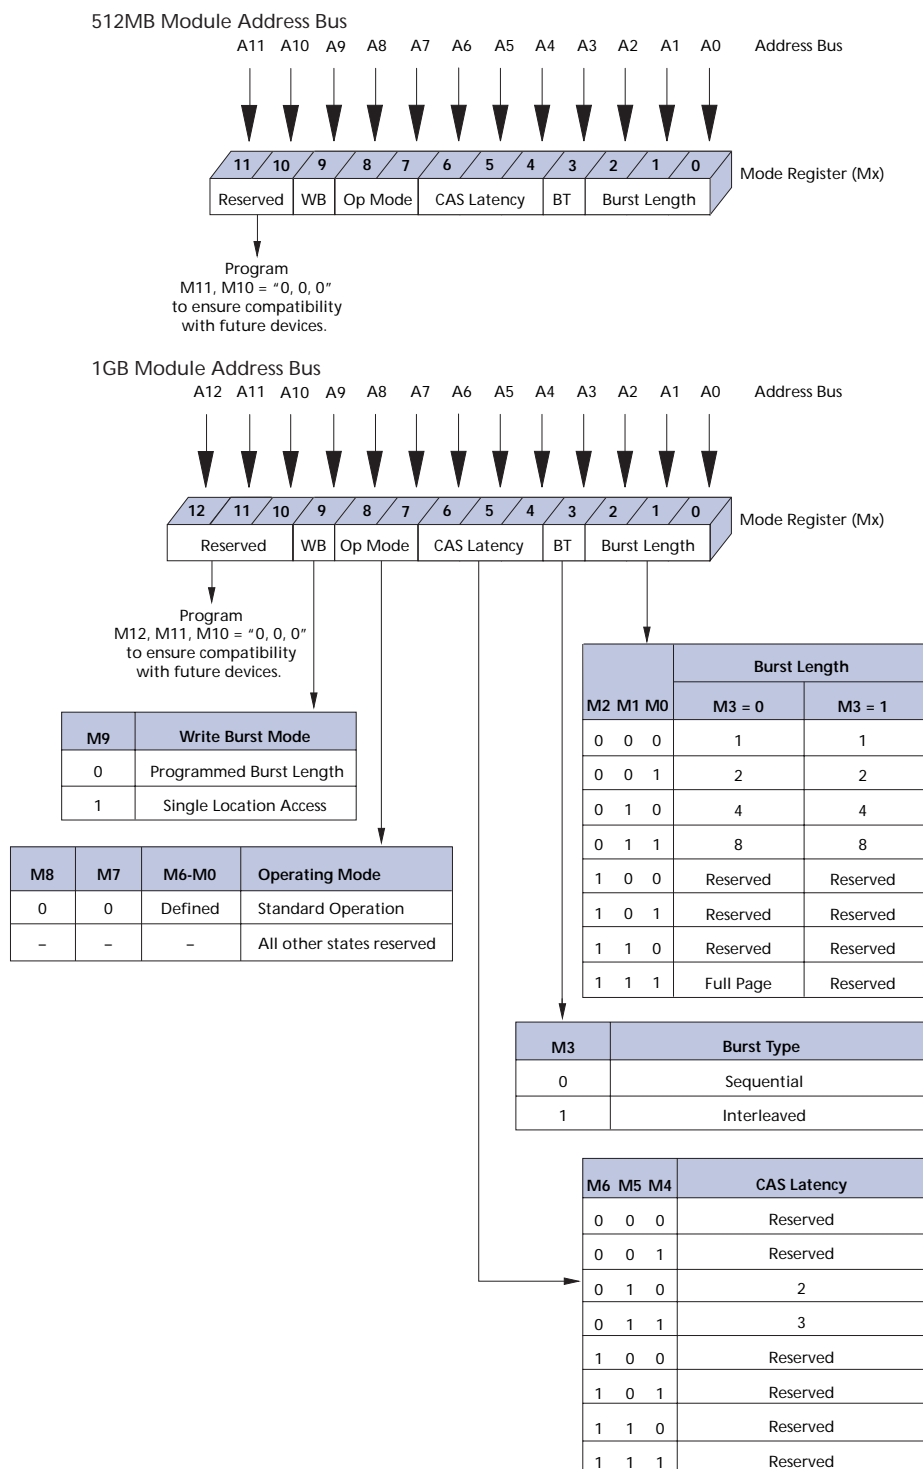 512MB Module Address Bus
A11 A10 A9 A8 A7 A6 A5 A4 A3 A2 A1 A0 Address Bus
11 10 9 8 7 6 5 4 3 2 1 0
Mode Register (Mx)
Reserved WB Op Mode CAS Latency BT Burst Length
Program
M11, M10 = “0, 0, 0”
to ensure compatibility
with future devices.
1GB Module Address Bus
A12 A11 A10 A9 A8 A7 A6 A5 A4 A3 A2 A1 A0 Address Bus
12 11 10 9 8 7 6 5 4 3 2 1 0
Mode Register (Mx)
Reserved WB Op Mode CAS Latency BT Burst Length
Program
M12, M11, M10 = “0, 0, 0”
to ensure compatibility
with future devices.
M9 Write Burst Mode
0 Programmed Burst Length
1 Single Location Access
M8 M7 M6-M0 Operating Mode
0 0 Defined Standard Operation
– – – All other states reserved
Burst Length
M2 M1 M0 M3 = 0 M3 = 1
0 0 0 1 1
0 0 1 2 2
0 1 0 4 4
0 1 1 8 8
1 0 0 Reserved Reserved
1 0 1 Reserved Reserved
1 1 0 Reserved Reserved
1 1 1 Full Page Reserved
M3 Burst Type
0 Sequential
1 Interleaved
M6 M5 M4 CAS Latency
0 0 0 Reserved
0 0 1 Reserved
0 1 0 2
0 1 1 3
1 0 0 Reserved
1 0 1 Reserved
1 1 0 Reserved
1 1 1 Reserved